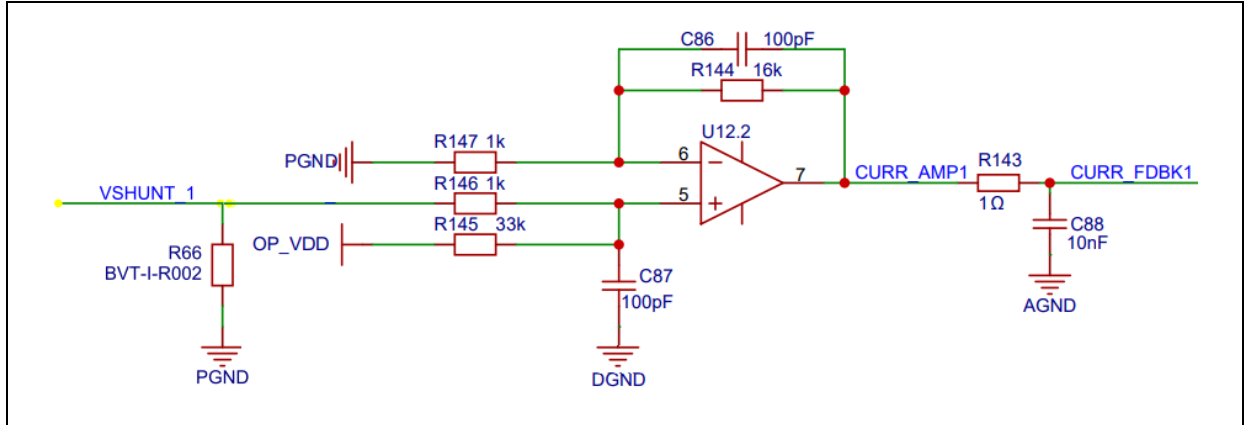 C86 100pF
R144 16k
U12.2
R147 1k
PGND
6
7
CURR_AMP1
R143
CURR_FDBK1
VSHUNT_1
R146 1k
5
1Ω
R145 33k
OP_VDD
C88
10nF
R66
BVT-I-R002
C87
100pF
AGND
PGND
DGND